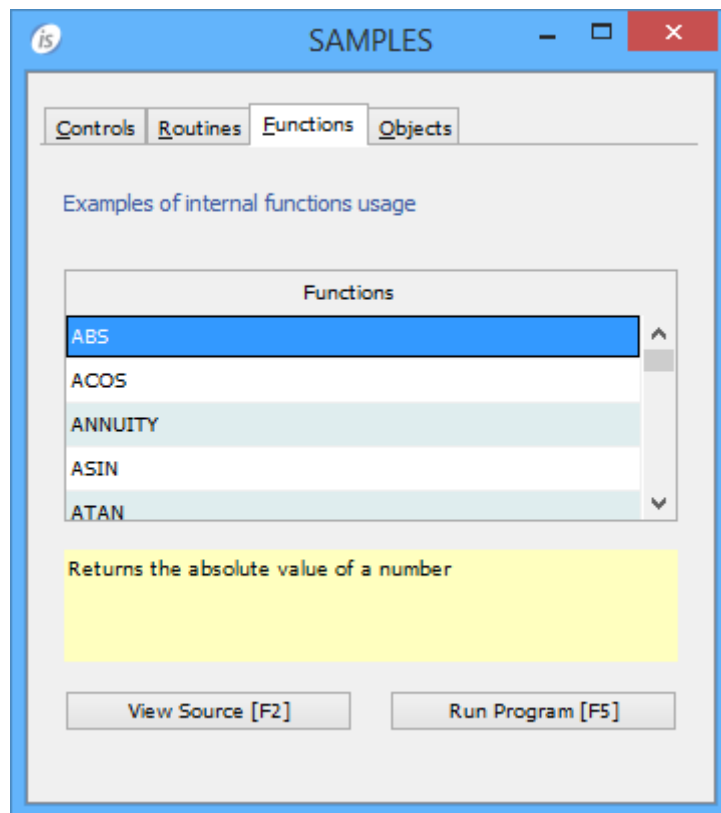 is SAMPLES
Controls Routines Functions Objects
Examples of internal functions usage
Functions
ABS
ACOS
ANNUITY
ASIN
ATAN
Returns the absolute value of a number
View Source [F2] Run Program [F5]